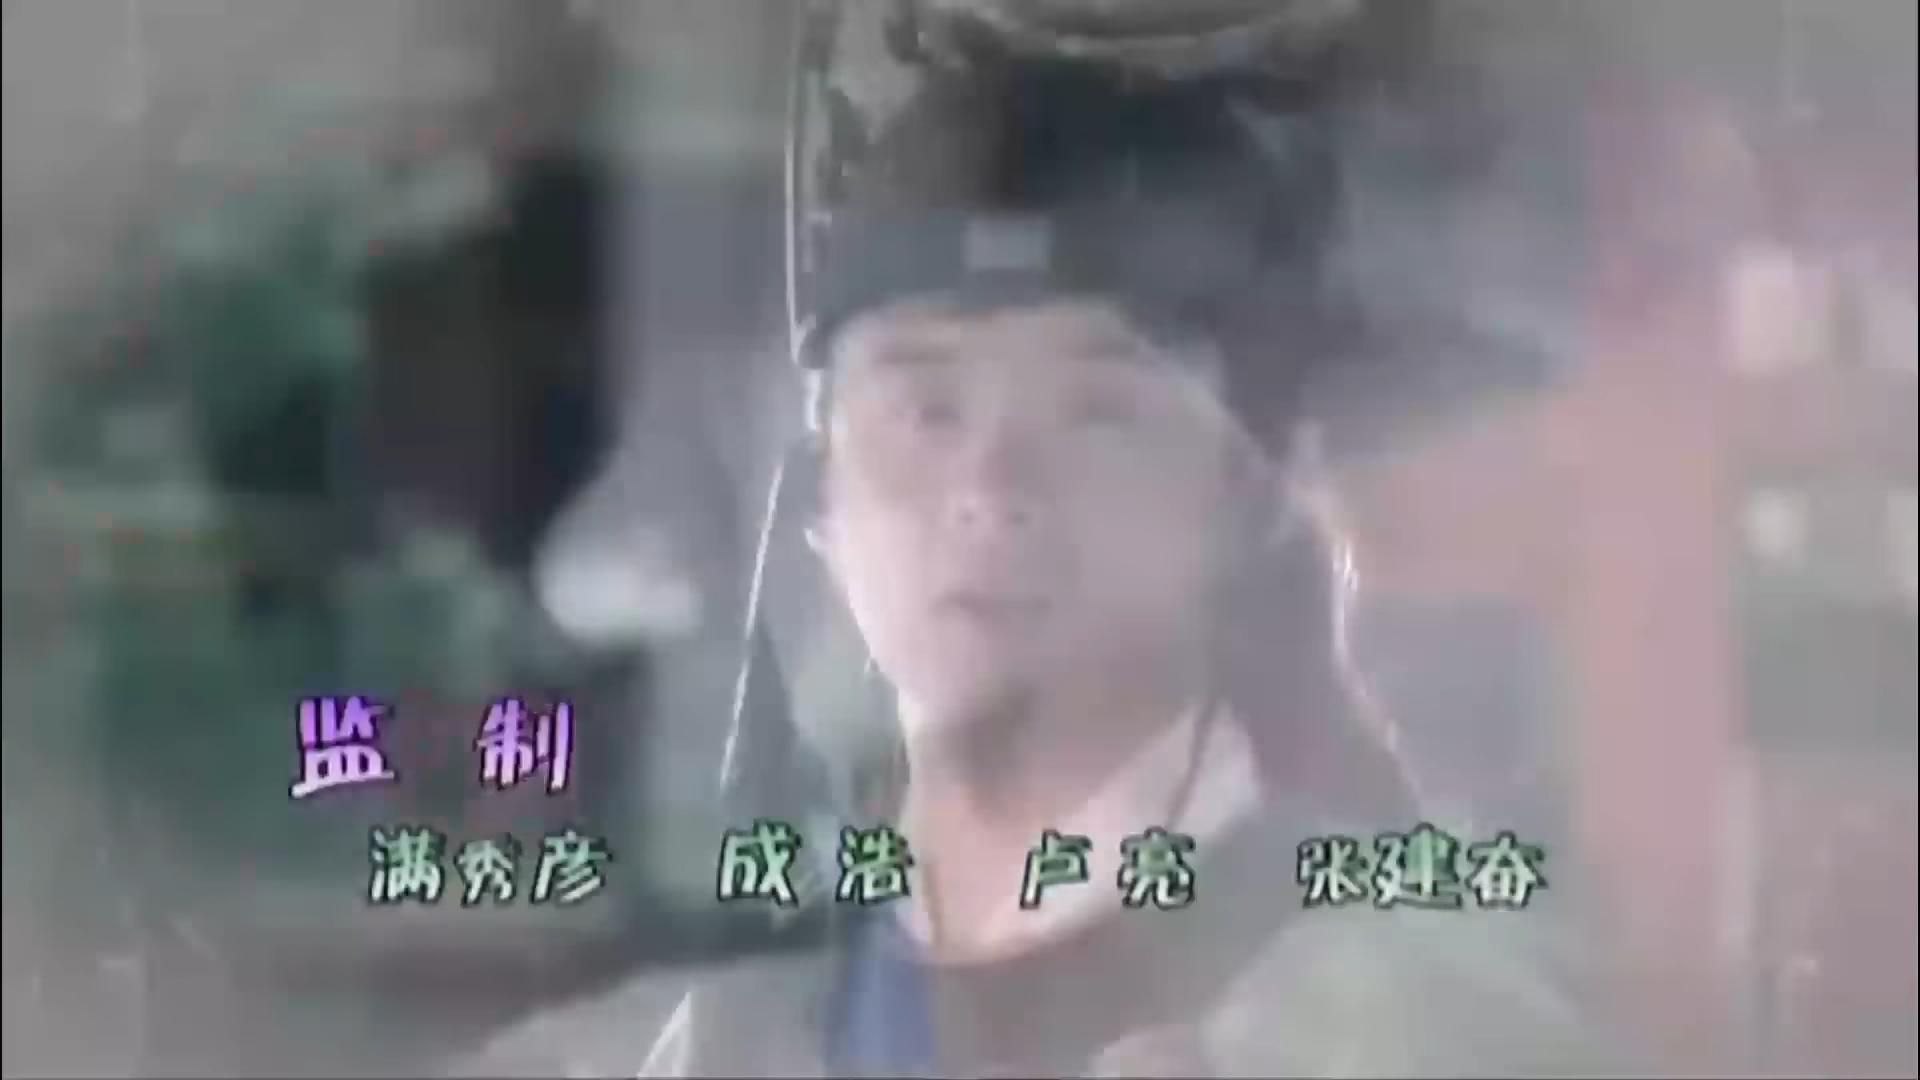 监 制
满秀彦 成 浩 卢 亮 张建奋